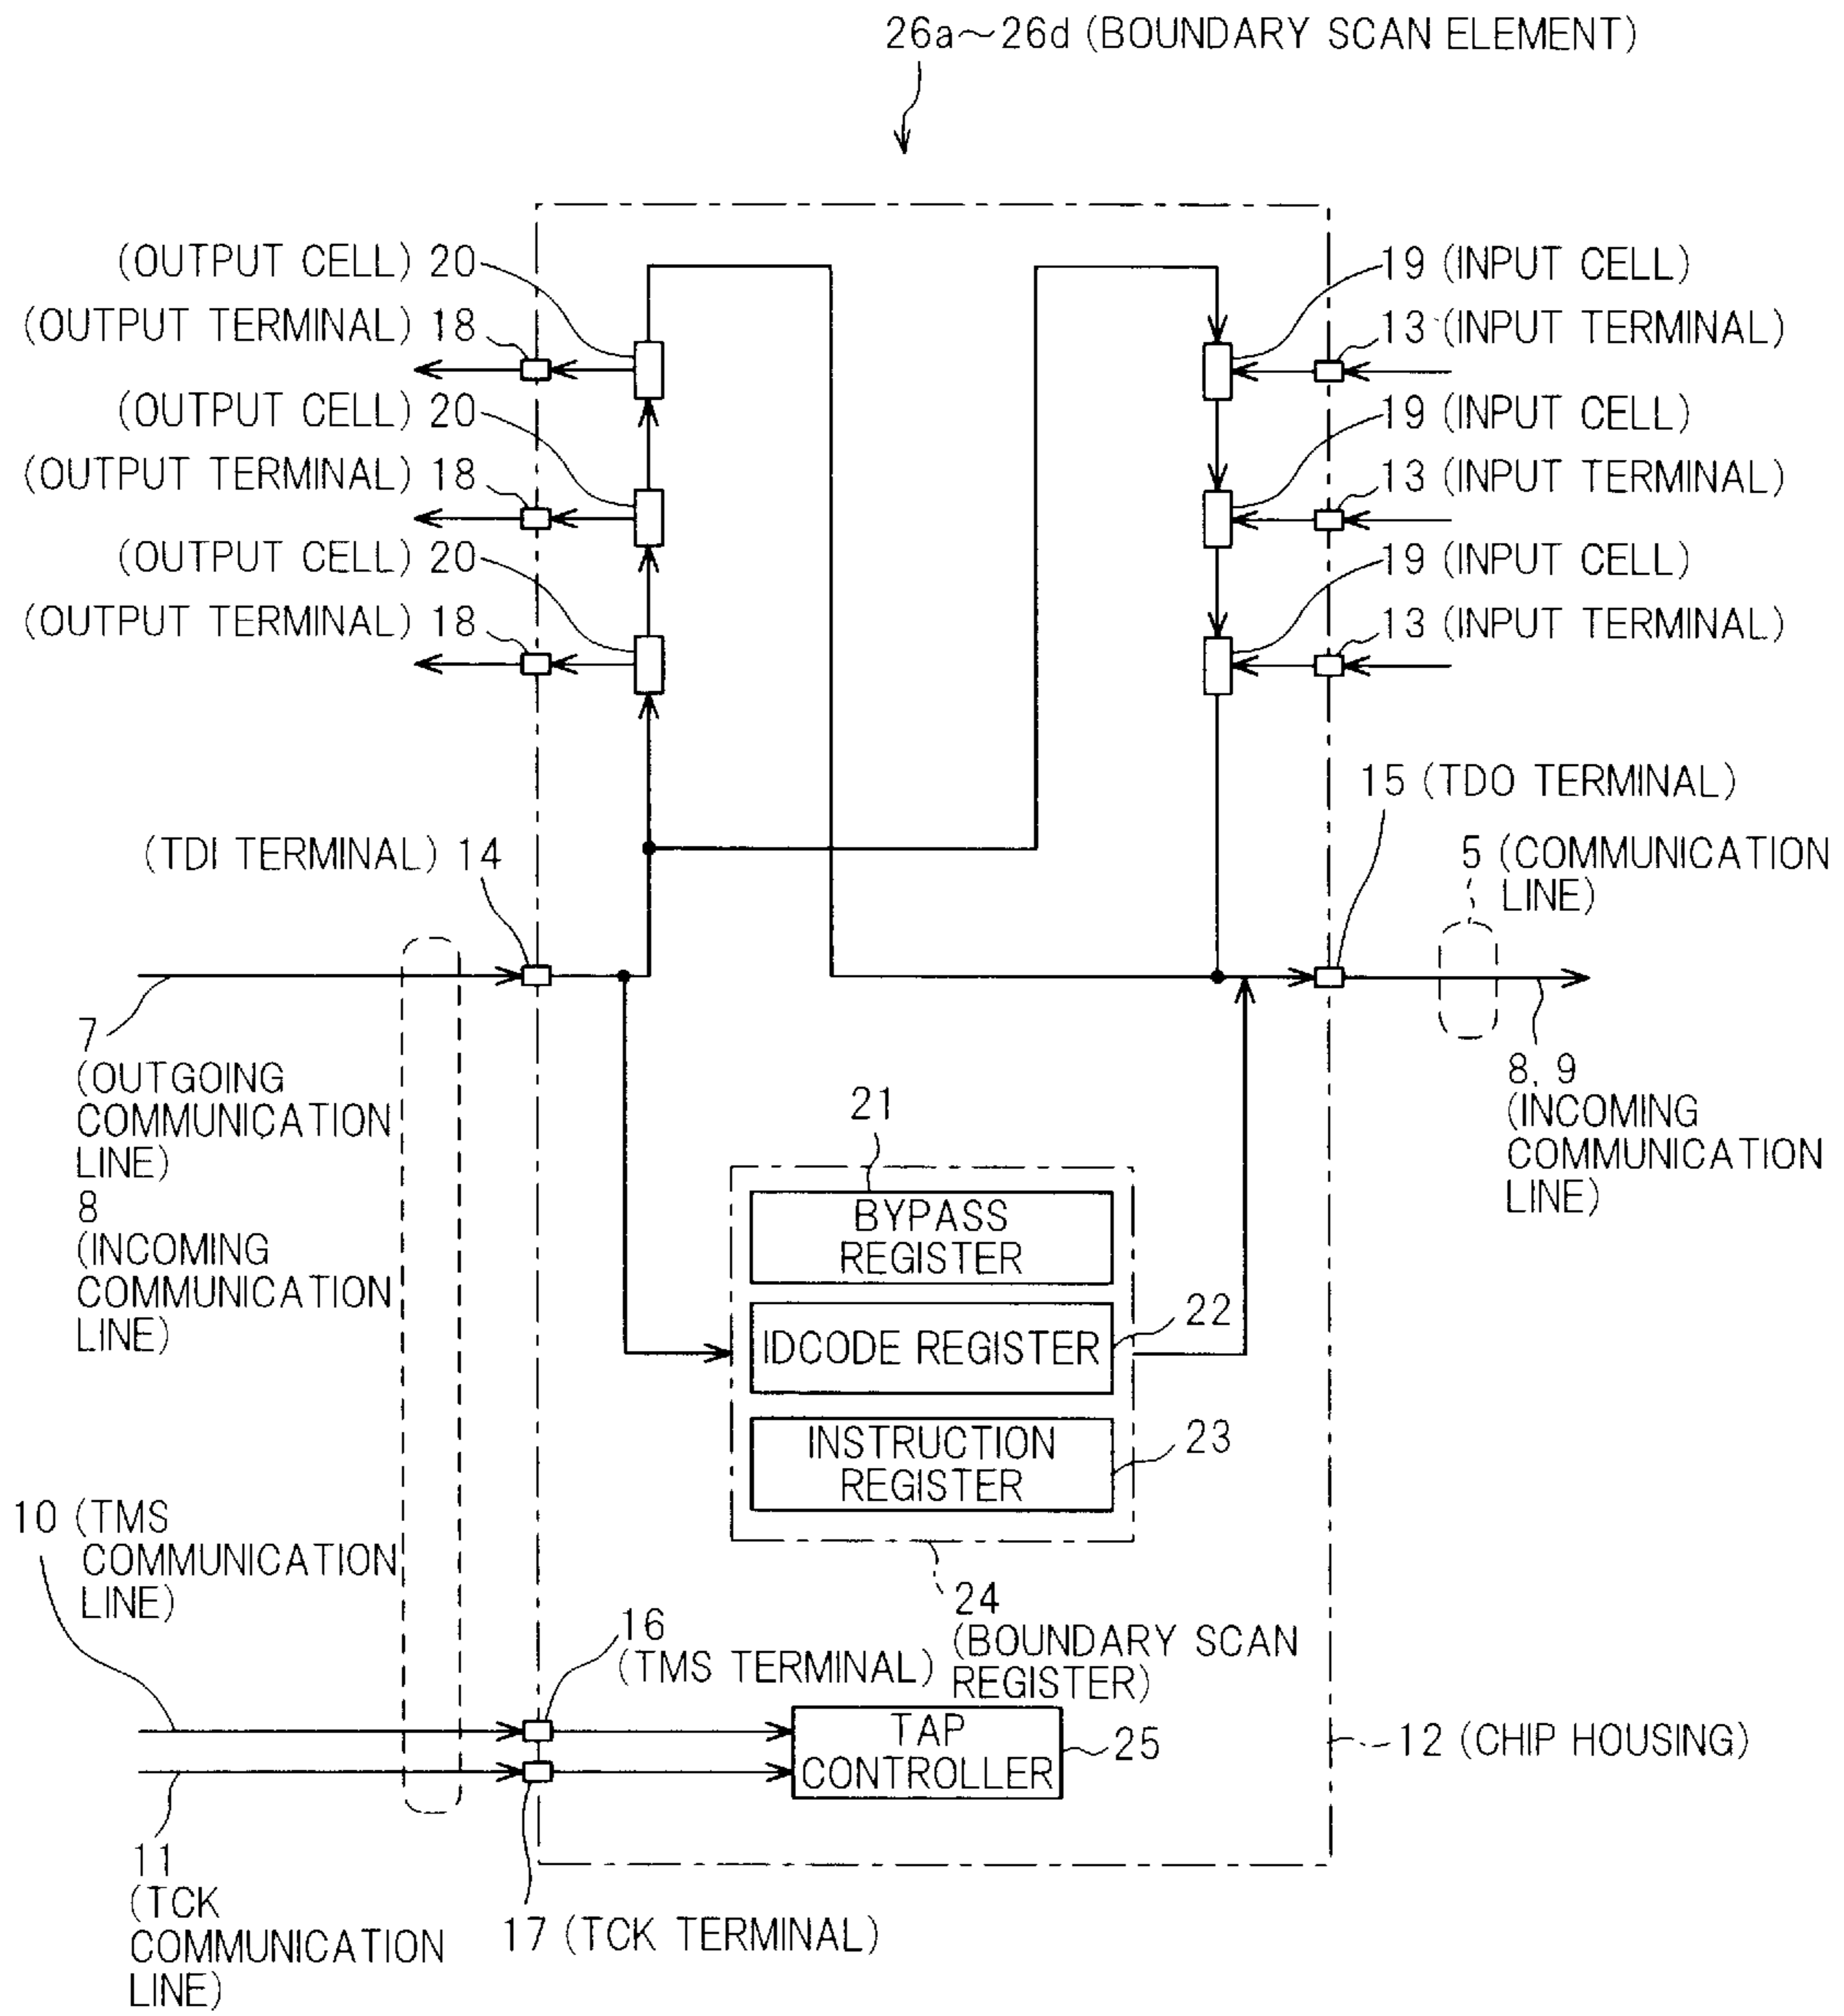 26a～26d (BOUNDARY SCAN ELEMENT)
(OUTPUT CELL) 20
(OUTPUT TERMINAL) 18
(OUTPUT CELL) 20
(OUTPUT TERMINAL) 18
(OUTPUT CELL) 20
(OUTPUT TERMINAL) 18
19 (INPUT CELL)
13 (INPUT TERMINAL)
19 (INPUT CELL)
13 (INPUT TERMINAL)
19 (INPUT CELL)
13 (INPUT TERMINAL)
15 (TDO TERMINAL)
(TDI TERMINAL) 14
5 (COMMUNICATION
LINE)
7
(OUTGOING
COMMUNICATION
LINE)
8
(INCOMING
COMMUNICATION
LINE)
8, 9
(INCOMING
COMMUNICATION
LINE)
21
BYPASS
REGISTER
22
IDCODE REGISTER
23
INSTRUCTION
REGISTER
24
(BOUNDARY SCAN
REGISTER)
10 (TMS
COMMUNICATION
LINE)
16
(TMS TERMINAL)
TAP
CONTROLLER
25
12 (CHIP HOUSING)
11
(TCK
COMMUNICATION
LINE)
17 (TCK TERMINAL)